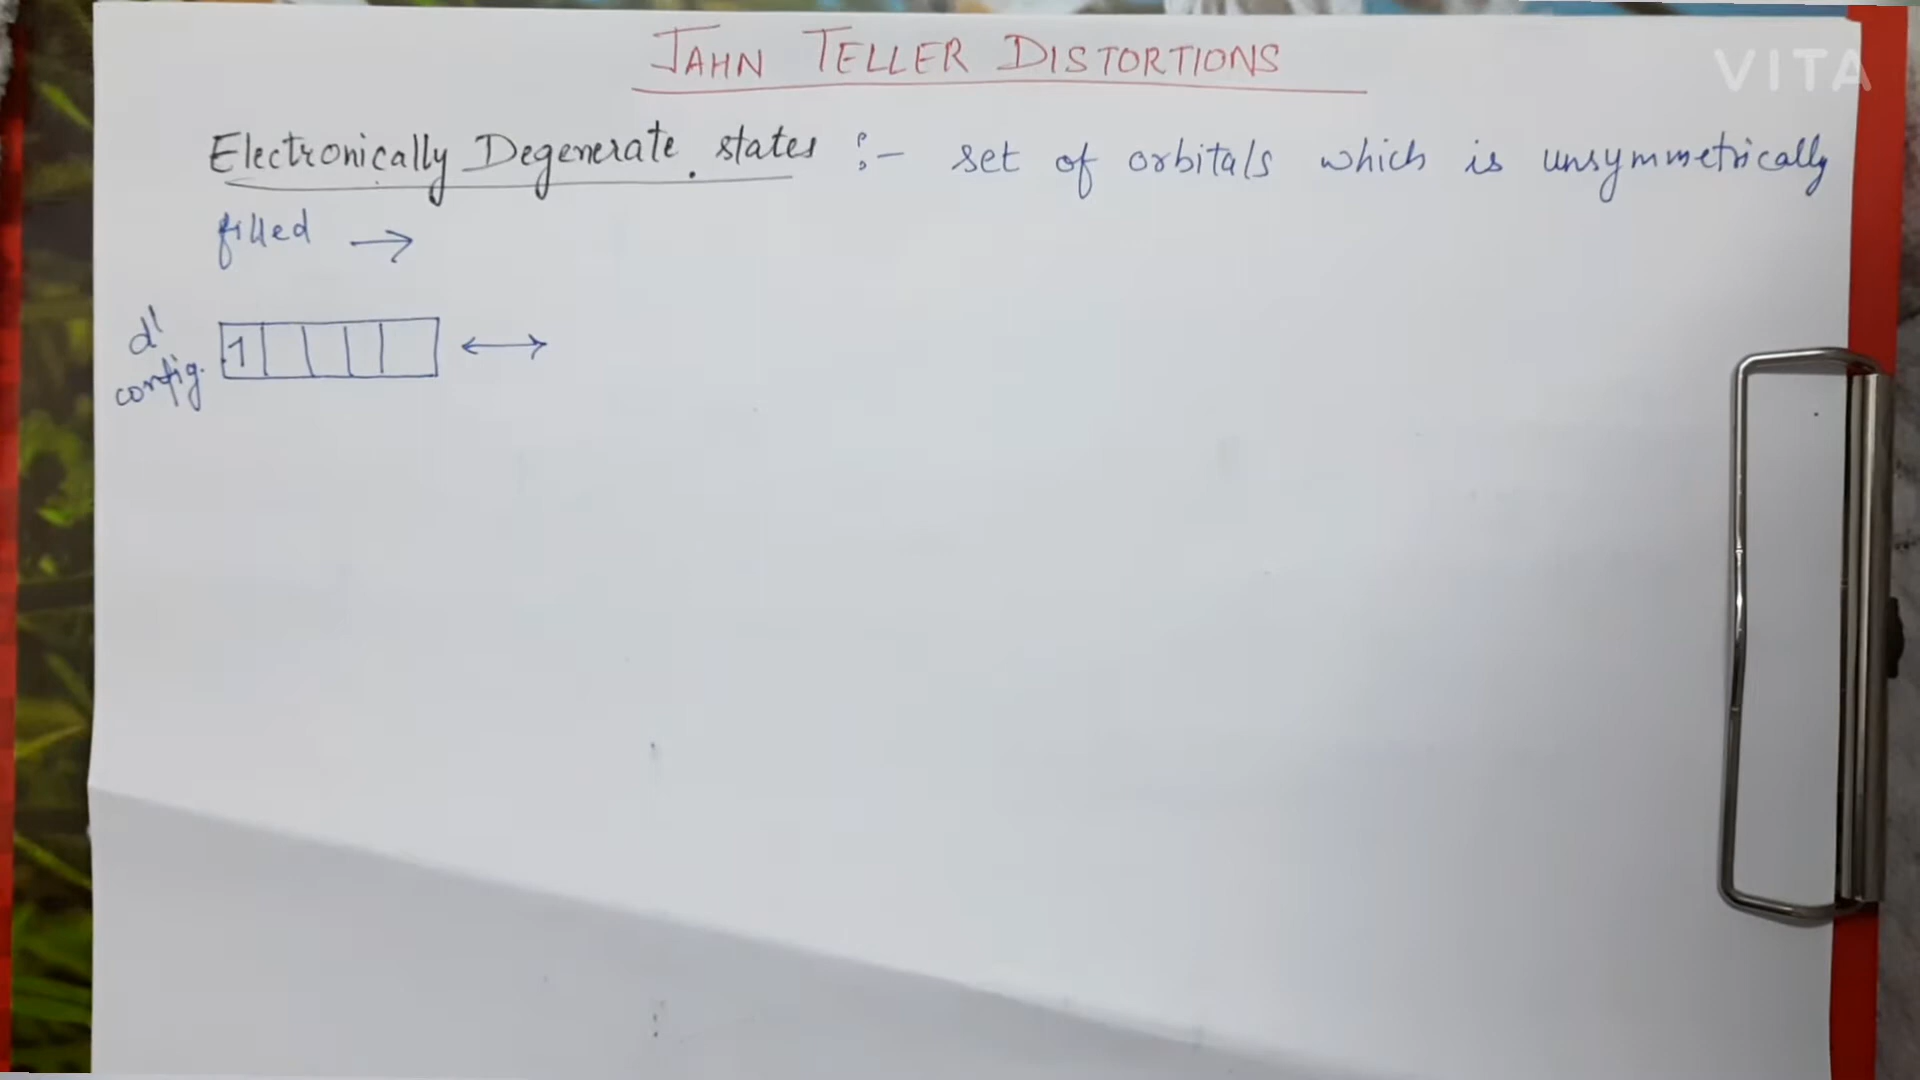 JAHN TELLER DISTORTIONS
VITA
Electronically Degenerate states :- set of orbitals which is unsymmetrically
filled →
d¹ config. 1 ↔